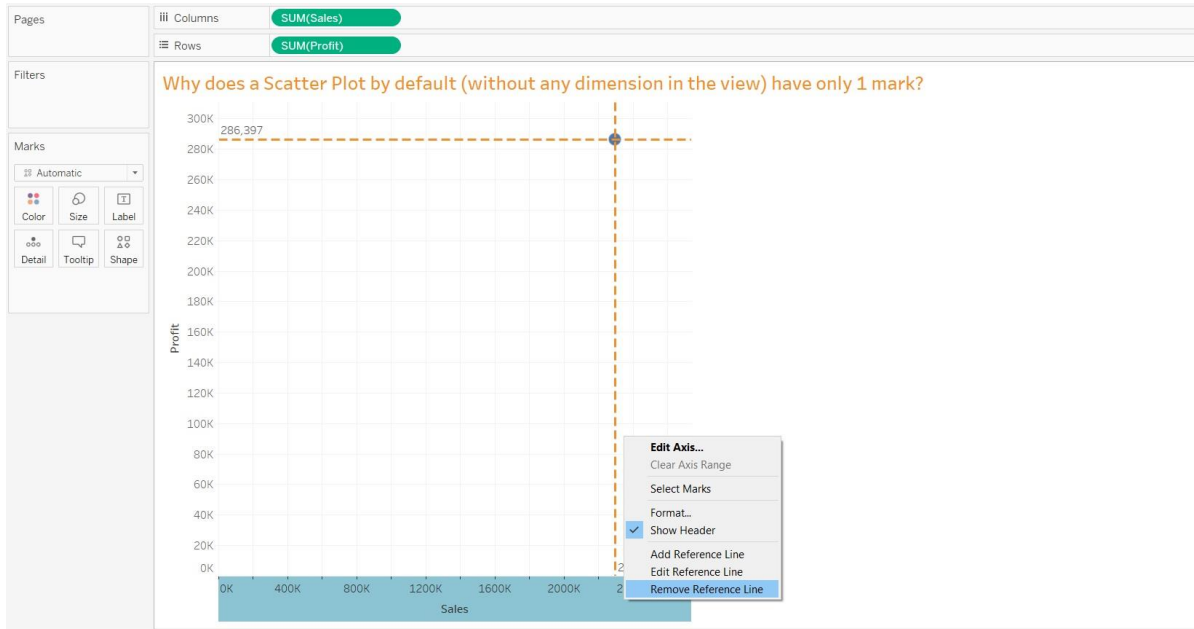 Pages
Columns
SUM(Sales)
Rows
SUM(Profit)
Filters
Marks
Automatic
Color
Size
Label
Detail
Tooltip
Shape
Why does a Scatter Plot by default (without any dimension in the view) have only 1 mark?
300K
286,397
280K
260K
240K
220K
200K
180K
160K
140K
120K
100K
80K
60K
40K
20K
0K
Profit
0K 400K 800K 1200K 1600K 2000K
Sales
Edit Axis...
Clear Axis Range
Select Marks
Format...
Show Header
Add Reference Line
Edit Reference Line
Remove Reference Line